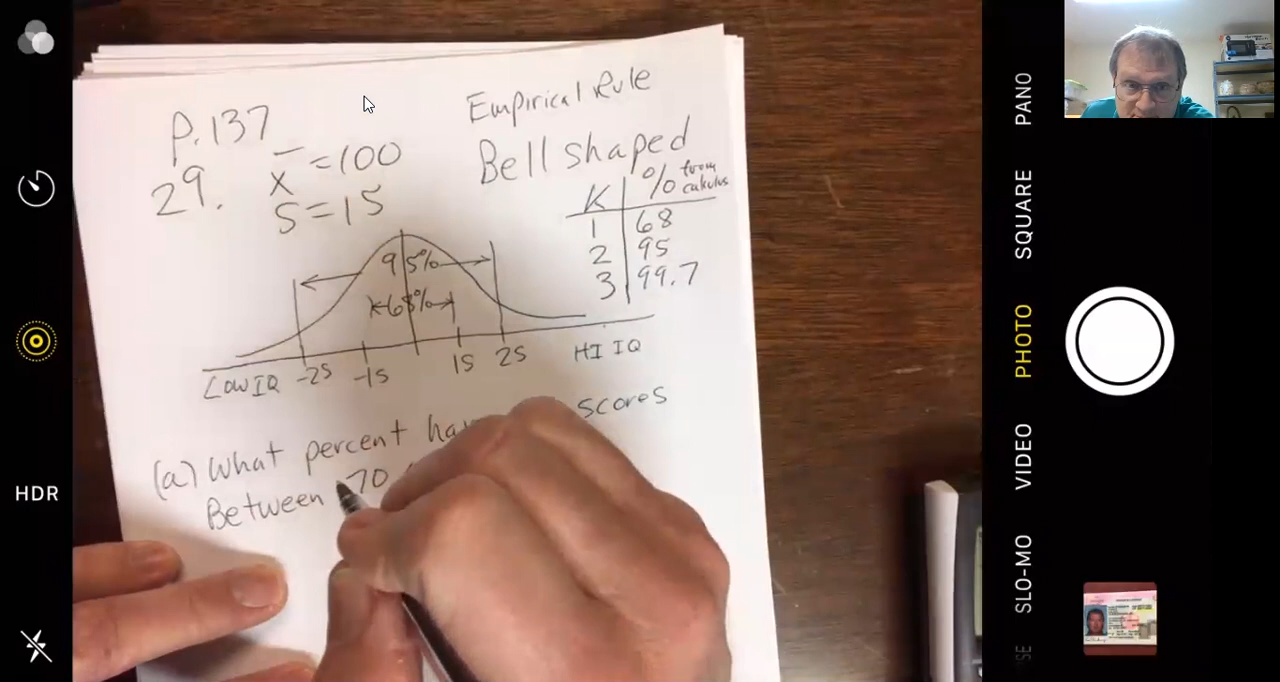 P.137
29.
x̄ =100
S=15
Empirical Rule
Bell shaped
K | % from calculus
1 | 68
2 | 95
3 | 99.7
95%
68%
LOW IQ -2S -1S 1S 2S HI IQ
(a) What percent scores
Between 70
HDR
PANO
SQUARE
PHOTO
VIDEO
SLO-MO